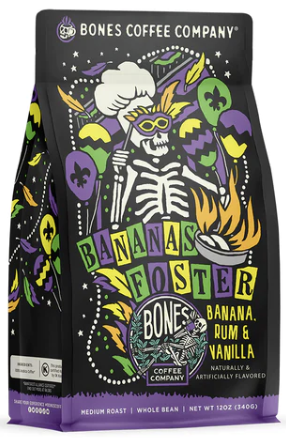 BONES COFFEE COMPANY®
BANANAS
FOSTER
BONES
COFFEE
COMPANY
BANANA,
RUM &
VANILLA
NATURALLY &
ARTIFICIALLY FLAVORED
MEDIUM ROAST | WHOLE BEAN | NET WT 12OZ (340G)